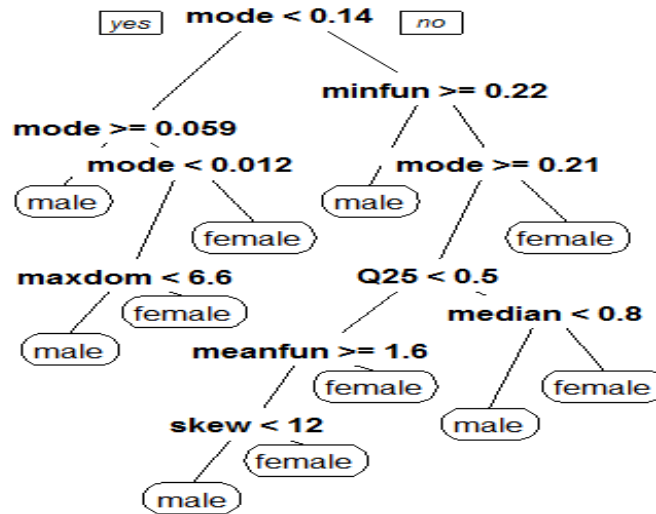 yes mode < 0.14 no
minfun >= 0.22
mode >= 0.059
mode < 0.012 mode >= 0.21
male male
female female
maxdom < 6.6 Q25 < 0.5
female median < 0.8
male meanfun >= 1.6
female female
male
skew < 12
female
male